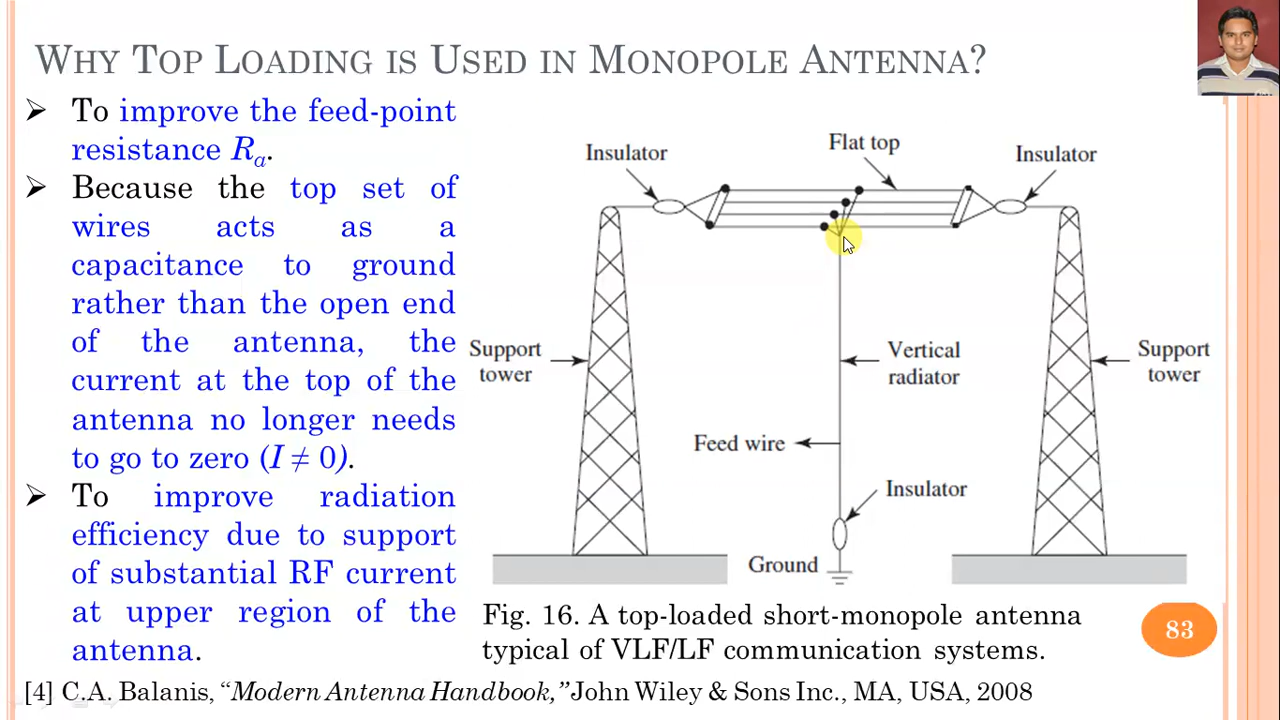 WHY TOP LOADING IS USED IN MONOPOLE ANTENNA?
➢ To improve the feed-point
resistance Ra.
➢ Because the top set of
wires acts as a
capacitance to ground
rather than the open end
of the antenna, the
current at the top of the
antenna no longer needs
to go to zero (I ≠ 0).
➢ To improve radiation
efficiency due to support
of substantial RF current
at upper region of the
antenna.
Flat top
Insulator
Insulator
Support
tower
Vertical
radiator
Support
tower
Feed wire
Insulator
Ground
Fig. 16. A top-loaded short-monopole antenna
typical of VLF/LF communication systems.
83
[4] C.A. Balanis, “Modern Antenna Handbook,” John Wiley & Sons Inc., MA, USA, 2008